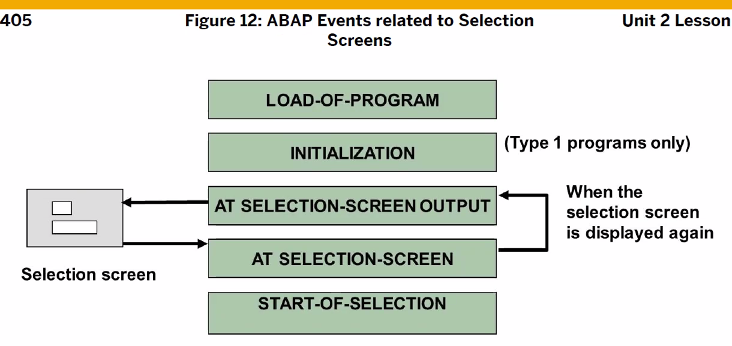 405
Figure 12: ABAP Events related to Selection
Screens
Unit 2 Lesson
LOAD-OF-PROGRAM
INITIALIZATION
(Type 1 programs only)
AT SELECTION-SCREEN OUTPUT
When the
selection screen
is displayed again
AT SELECTION-SCREEN
Selection screen
START-OF-SELECTION